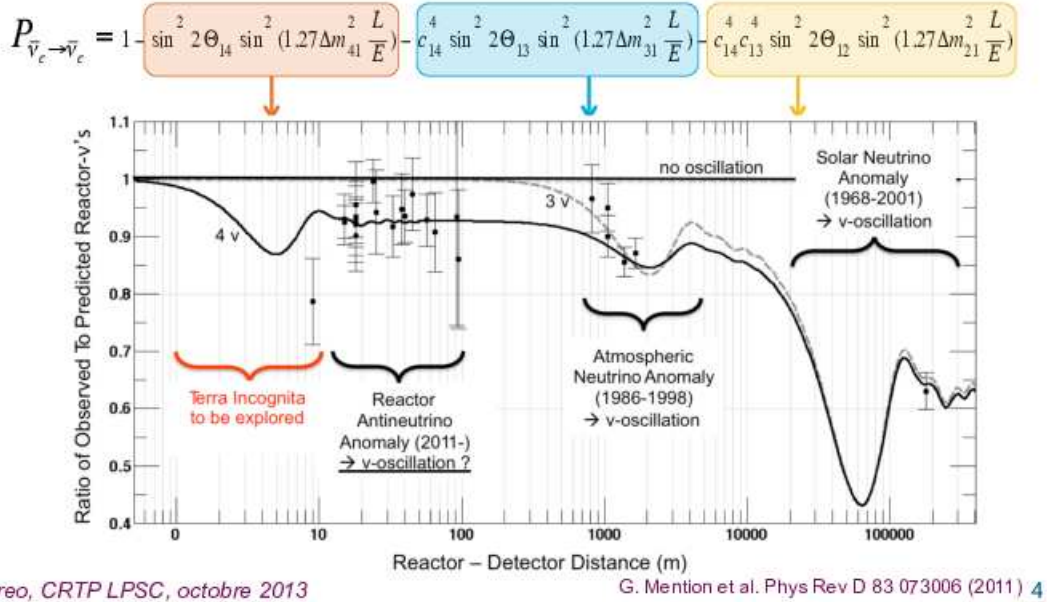 P ν̄e→ν̄e = 1 - sin² 2Θ₁₄ sin² (1.27Δm²₄₁ L/E) - c⁴₁₄ sin² 2Θ₁₃ sin² (1.27Δm²₃₁ L/E) - c⁴₁₄ c⁴₁₃ sin² 2Θ₁₂ sin² (1.27Δm²₂₁ L/E)
Ratio of Observed To Predicted Reactor-ν's
1.1
1
0.9
0.8
0.7
0.6
0.5
0.4
no oscillation
3 ν
4 ν
Solar Neutrino
Anomaly
(1968-2001)
→ ν-oscillation
Terra Incognita
to be explored
Reactor
Antineutrino
Anomaly (2011-)
→ ν-oscillation ?
Atmospheric
Neutrino Anomaly
(1986-1998)
→ ν-oscillation
0 10 100 1000 10000 100000
Reactor – Detector Distance (m)
reo, CRTP LPSC, octobre 2013
G. Mention et al. Phys Rev D 83 073006 (2011) 4